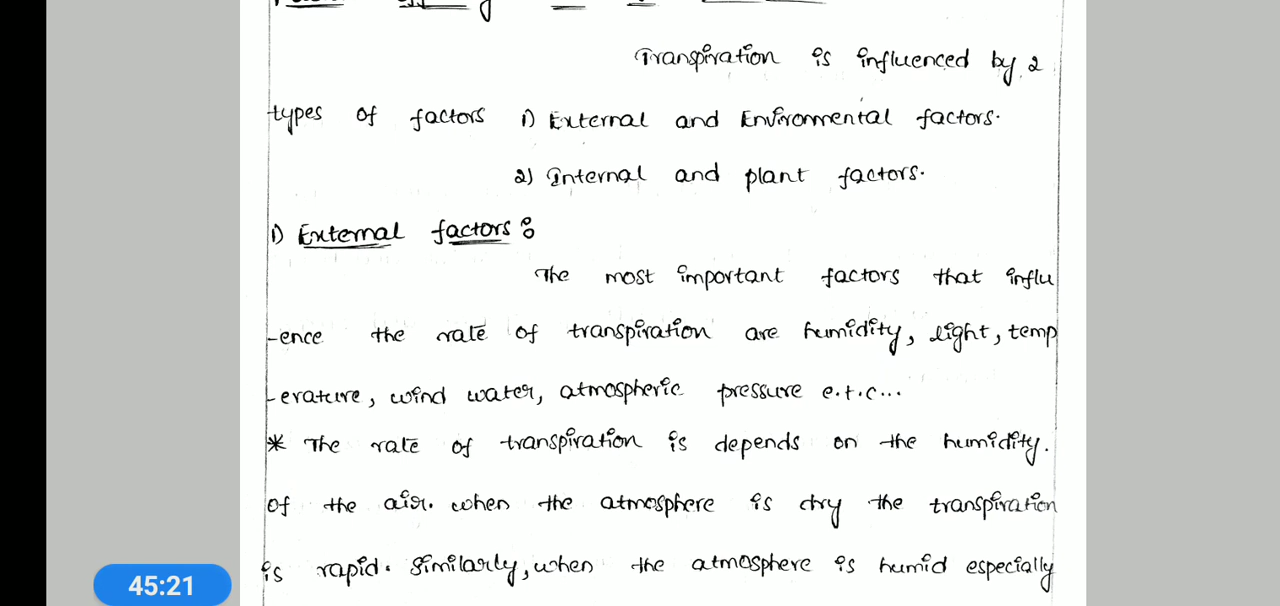 Transpiration is influenced by 2
types of factors 1) External and Environmental factors.
2) Internal and plant factors.
1) External factors :
The most important factors that influ
-ence the rate of transpiration are humidity, light, temp
-erature, wind water, atmospheric pressure e.t.c...
* The rate of transpiration is depends on the humidity.
of the air. when the atmosphere is dry the transpiration
is rapid. Similarly, when the atmosphere is humid especially
45:21